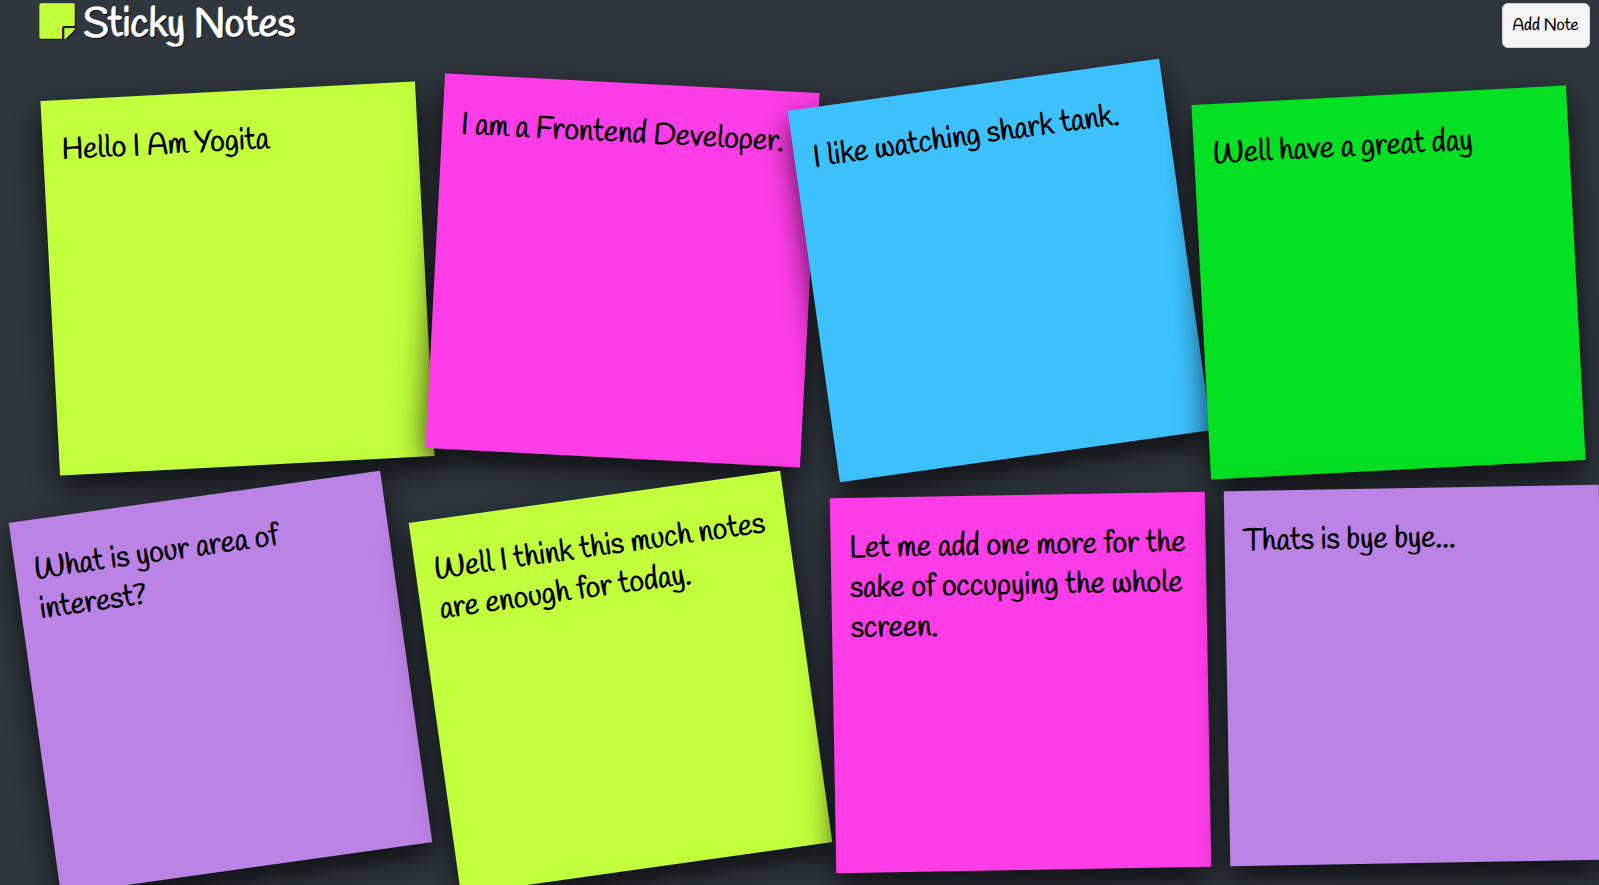 Sticky Notes
Add Note
Hello I Am Yogita
I am a Frontend Developer.
I like watching shark tank.
Well have a great day
What is your area of
interest?
Well I think this much notes
are enough for today.
Let me add one more for the
sake of occupying the whole
screen.
Thats is bye bye...